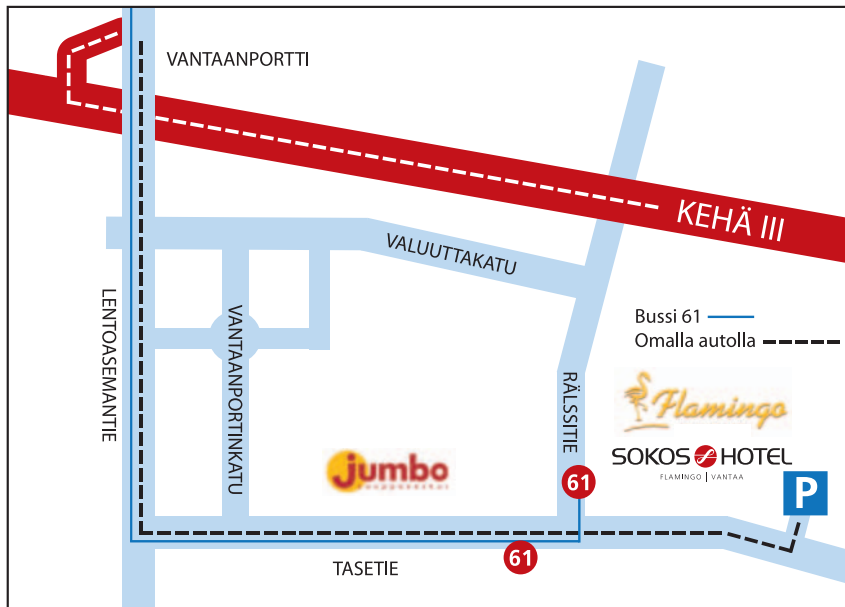 VANTAANPORTTI
KEHÄ III
VALUUTTAKATU
LENTOASEMANTIE
VANTAANPORTINKATU
RÄLSSITIE
Bussi 61
Omalla autolla
Flamingo
SOKOS HOTEL
FLAMINGO | VANTAA
jumbo
kauppakeskus
61
P
61
TASETIE